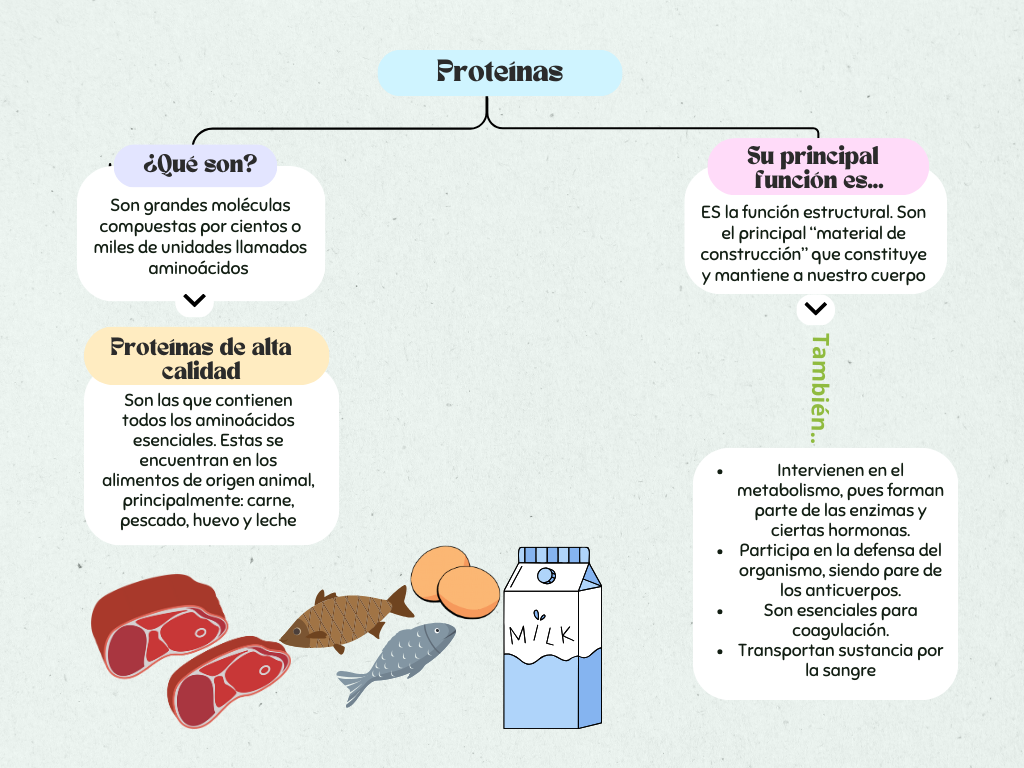 Proteínas
¿Qué son?
Son grandes moléculas
compuestas por cientos o
miles de unidades llamados
aminoácidos
Proteínas de alta
calidad
Son las que contienen
todos los aminoácidos
esenciales. Estas se
encuentran en los
alimentos de origen animal,
principalmente: carne,
pescado, huevo y leche
MILK
Su principal
función es...
ES la función estructural. Son
el principal “material de
construcción” que constituye
y mantiene a nuestro cuerpo
También..
• Intervienen en el
metabolismo, pues forman
parte de las enzimas y
ciertas hormonas.
• Participa en la defensa del
organismo, siendo pare de
los anticuerpos.
• Son esenciales para
coagulación.
• Transportan sustancia por
la sangre